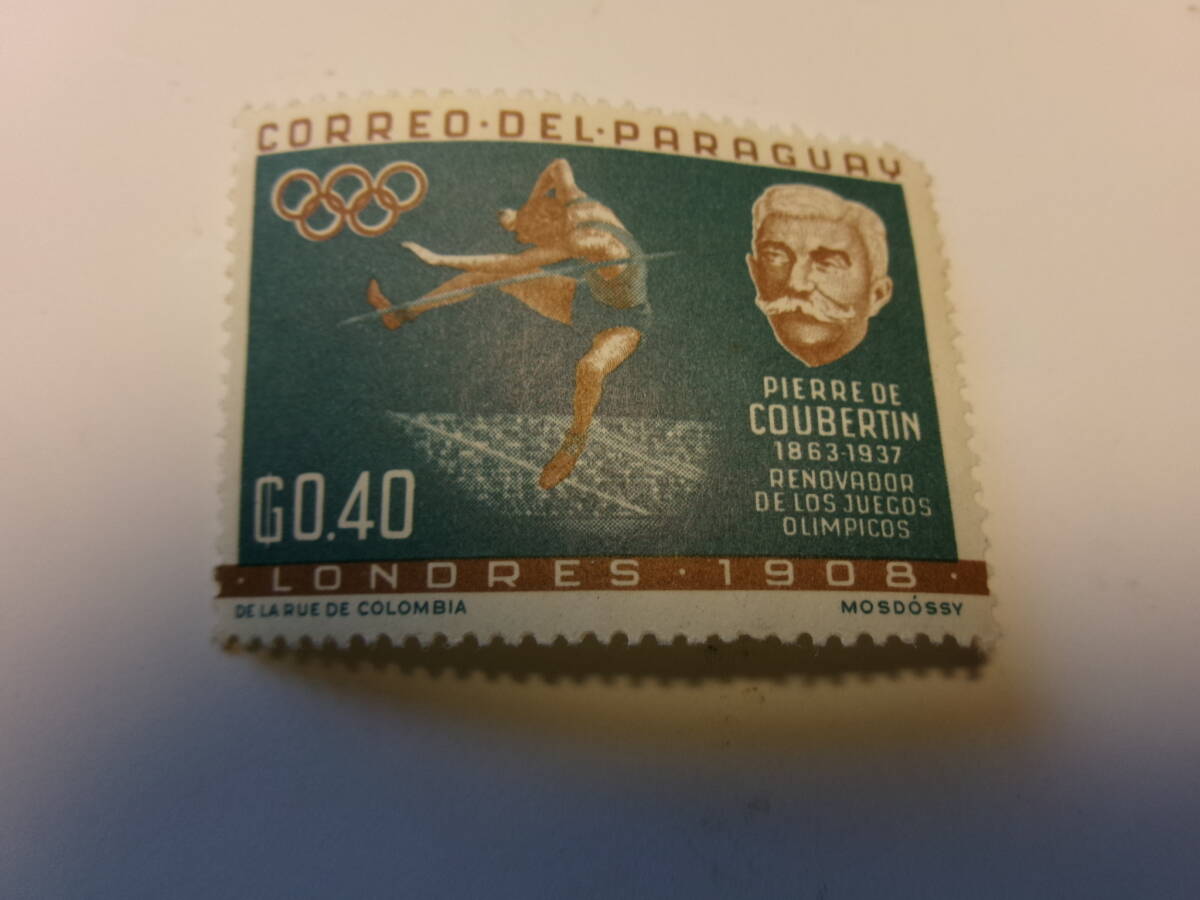 CORREO·DEL·PARAGUAY
PIERRE DE
COUBERTIN
1863-1937
RENOVADOR
DE LOS JUEGOS
OLIMPICOS
₲0.40
·LONDRES·1908·
DE LA RUE DE COLOMBIA MOSDÓSSY